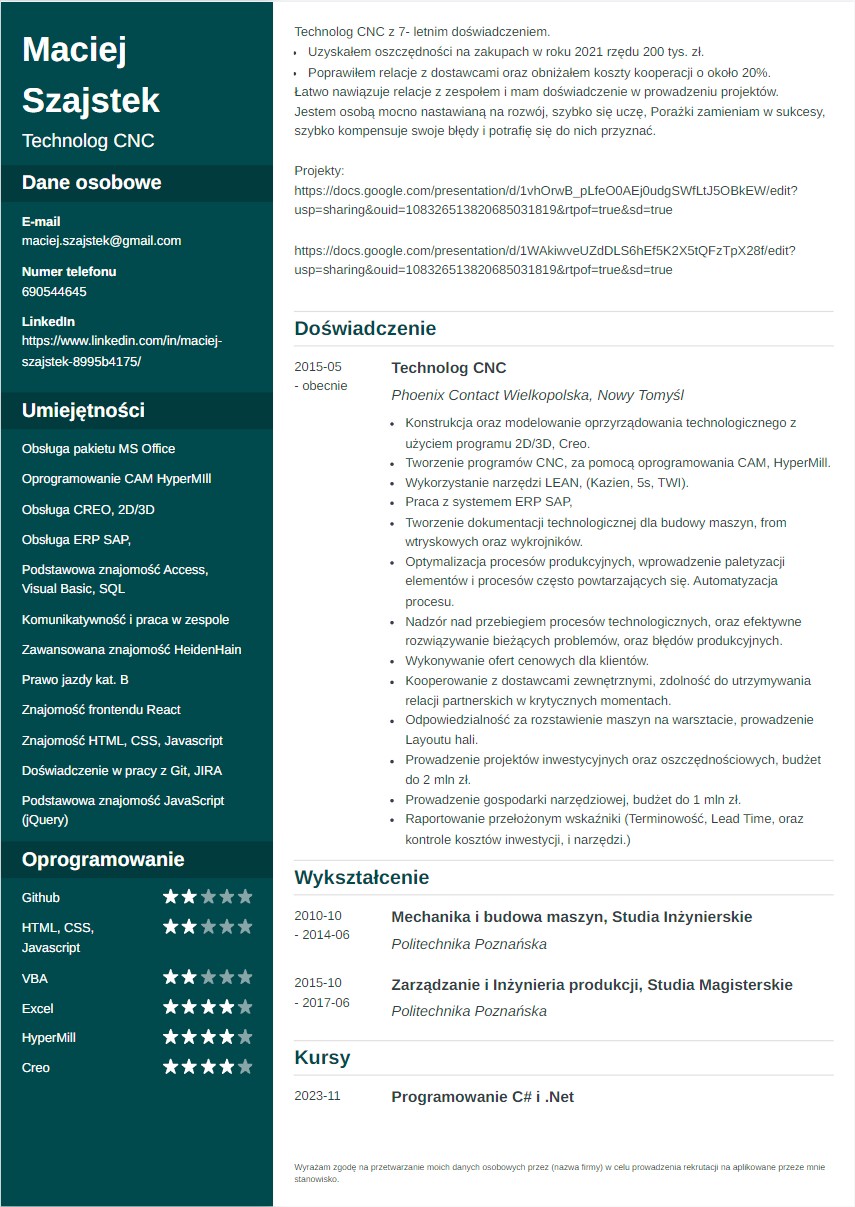 Maciej
Szajstek
Technolog CNC
Dane osobowe
E-mail
maciej.szajstek@gmail.com
Numer telefonu
690544645
LinkedIn
https://www.linkedin.com/in/maciej-
szajstek-8995b4175/
Umiejętności
Obsługa pakietu MS Office
Oprogramowanie CAM HyperMIll
Obsługa CREO, 2D/3D
Obsługa ERP SAP,
Podstawowa znajomość Access,
Visual Basic, SQL
Komunikatywność i praca w zespole
Zawansowana znajomość HeidenHain
Prawo jazdy kat. B
Znajomość frontendu React
Znajomość HTML, CSS, Javascript
Doświadczenie w pracy z Git, JIRA
Podstawowa znajomość JavaScript
(jQuery)
Oprogramowanie
Github
HTML, CSS,
Javascript
VBA
Excel
HyperMill
Creo
Technolog CNC z 7- letnim doświadczeniem.
• Uzyskałem oszczędności na zakupach w roku 2021 rzędu 200 tys. zł.
• Poprawiłem relacje z dostawcami oraz obniżałem koszty kooperacji o około 20%.
Łatwo nawiązuje relacje z zespołem i mam doświadczenie w prowadzeniu projektów.
Jestem osobą mocno nastawianą na rozwój, szybko się uczę, Porażki zamieniam w sukcesy,
szybko kompensuje swoje błędy i potrafię się do nich przyznać.
Projekty:
https://docs.google.com/presentation/d/1vhOrwB_pLfeO0AEj0udgSWfLtJ5OBkEW/edit?
usp=sharing&ouid=108326513820685031819&rtpof=true&sd=true
https://docs.google.com/presentation/d/1WAkiwveUZdDLS6hEf5K2X5tQFzTpX28f/edit?
usp=sharing&ouid=108326513820685031819&rtpof=true&sd=true
Doświadczenie
2015-05
- obecnie
Technolog CNC
Phoenix Contact Wielkopolska, Nowy Tomyśl
• Konstrukcja oraz modelowanie oprzyrządowania technologicznego z
użyciem programu 2D/3D, Creo.
• Tworzenie programów CNC, za pomocą oprogramowania CAM, HyperMill.
• Wykorzystanie narzędzi LEAN, (Kazien, 5s, TWI).
• Praca z systemem ERP SAP,
• Tworzenie dokumentacji technologicznej dla budowy maszyn, from
wtryskowych oraz wykrojników.
• Optymalizacja procesów produkcyjnych, wprowadzenie paletyzacji
elementów i procesów często powtarzających się. Automatyzacja
procesu.
• Nadzór nad przebiegiem procesów technologicznych, oraz efektywne
rozwiązywanie bieżących problemów, oraz błędów produkcyjnych.
• Wykonywanie ofert cenowych dla klientów.
• Kooperowanie z dostawcami zewnętrznymi, zdolność do utrzymywania
relacji partnerskich w krytycznych momentach.
• Odpowiedzialność za rozstawienie maszyn na warsztacie, prowadzenie
Layoutu hali.
• Prowadzenie projektów inwestycyjnych oraz oszczędnościowych, budżet
do 2 mln zł.
• Prowadzenie gospodarki narzędziowej, budżet do 1 mln zł.
• Raportowanie przełożonym wskaźniki (Terminowość, Lead Time, oraz
kontrole kosztów inwestycji, i narzędzi.)
Wykształcenie
2010-10
- 2014-06
Mechanika i budowa maszyn, Studia Inżynierskie
Politechnika Poznańska
2015-10
- 2017-06
Zarządzanie i Inżynieria produkcji, Studia Magisterskie
Politechnika Poznańska
Kursy
2023-11
Programowanie C# i .Net
Wyrażam zgodę na przetwarzanie moich danych osobowych przez (nazwa firmy) w celu prowadzenia rekrutacji na aplikowane przeze mnie
stanowisko.